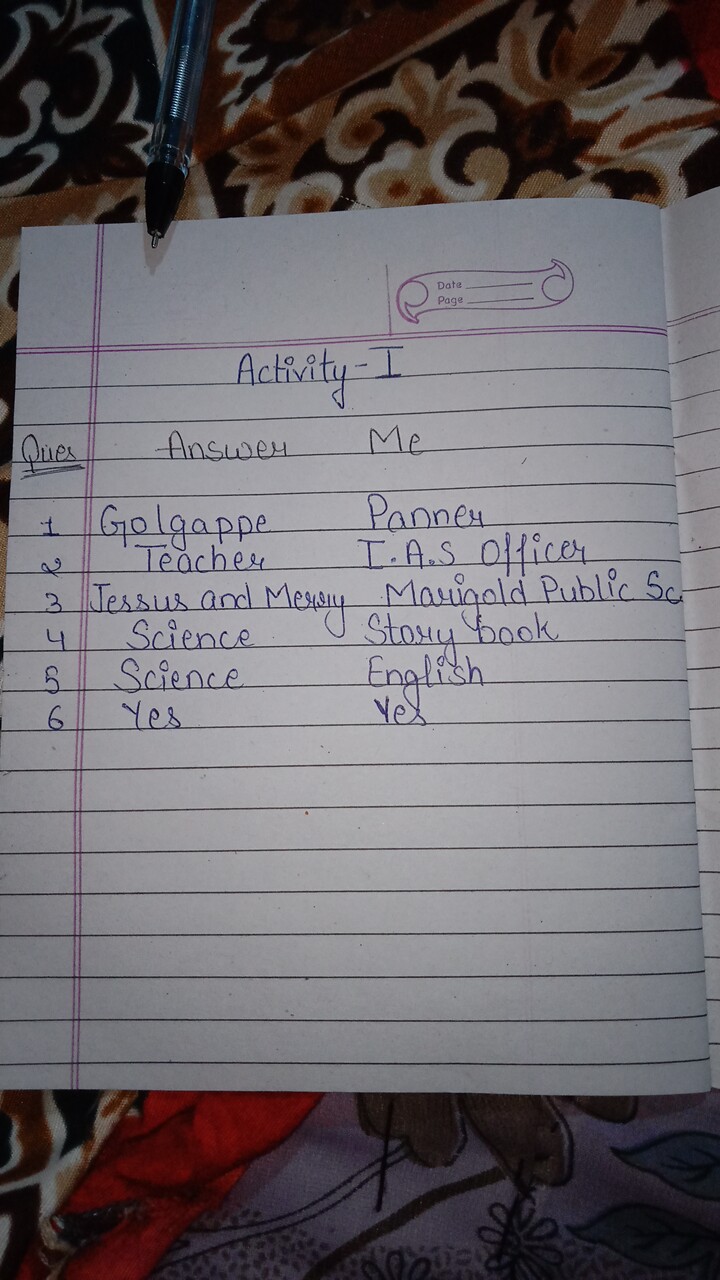 Date
Page
Activity-I
Ques Answer Me
1 Golgappe Panner
2 Teacher I.A.S Officer
3 Jessus and Merry Marigold Public Sc
4 Science Story book
5 Science English
6 Yes Yes